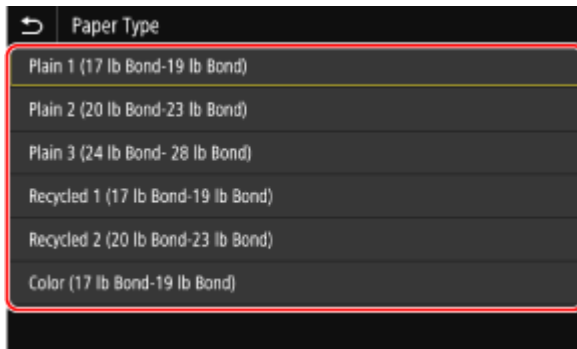 Paper Type
Plain 1 (17 lb Bond-19 lb Bond)
Plain 2 (20 lb Bond-23 lb Bond)
Plain 3 (24 lb Bond- 28 lb Bond)
Recycled 1 (17 lb Bond-19 lb Bond)
Recycled 2 (20 lb Bond-23 lb Bond)
Color (17 lb Bond-19 lb Bond)